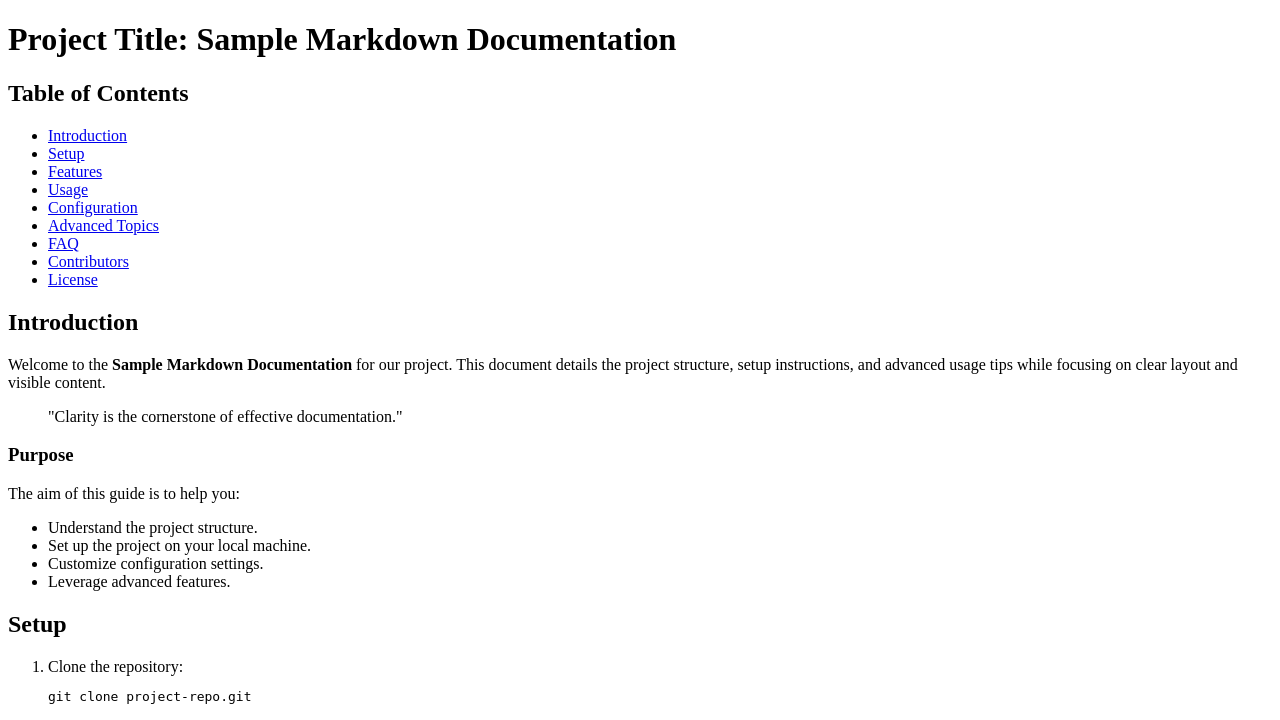 Project Title: Sample Markdown Documentation
Table of Contents
Introduction
Setup
Features
Usage
Configuration
Advanced Topics
FAQ
Contributors
License
Introduction
Welcome to the Sample Markdown Documentation for our project. This document details the project structure, setup instructions, and advanced usage tips while focusing on clear layout and
visible content.
"Clarity is the cornerstone of effective documentation."
Purpose
The aim of this guide is to help you:
Understand the project structure.
Set up the project on your local machine.
Customize configuration settings.
Leverage advanced features.
Setup
1. Clone the repository:
git clone project-repo.git